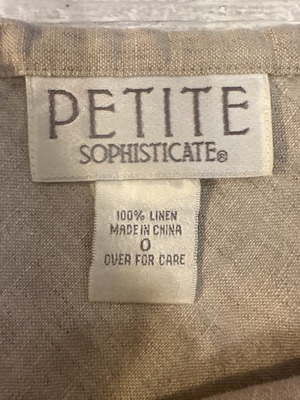 PETITE
SOPHISTICATE®
100% LINEN
MADE IN CHINA
0
OVER FOR CARE